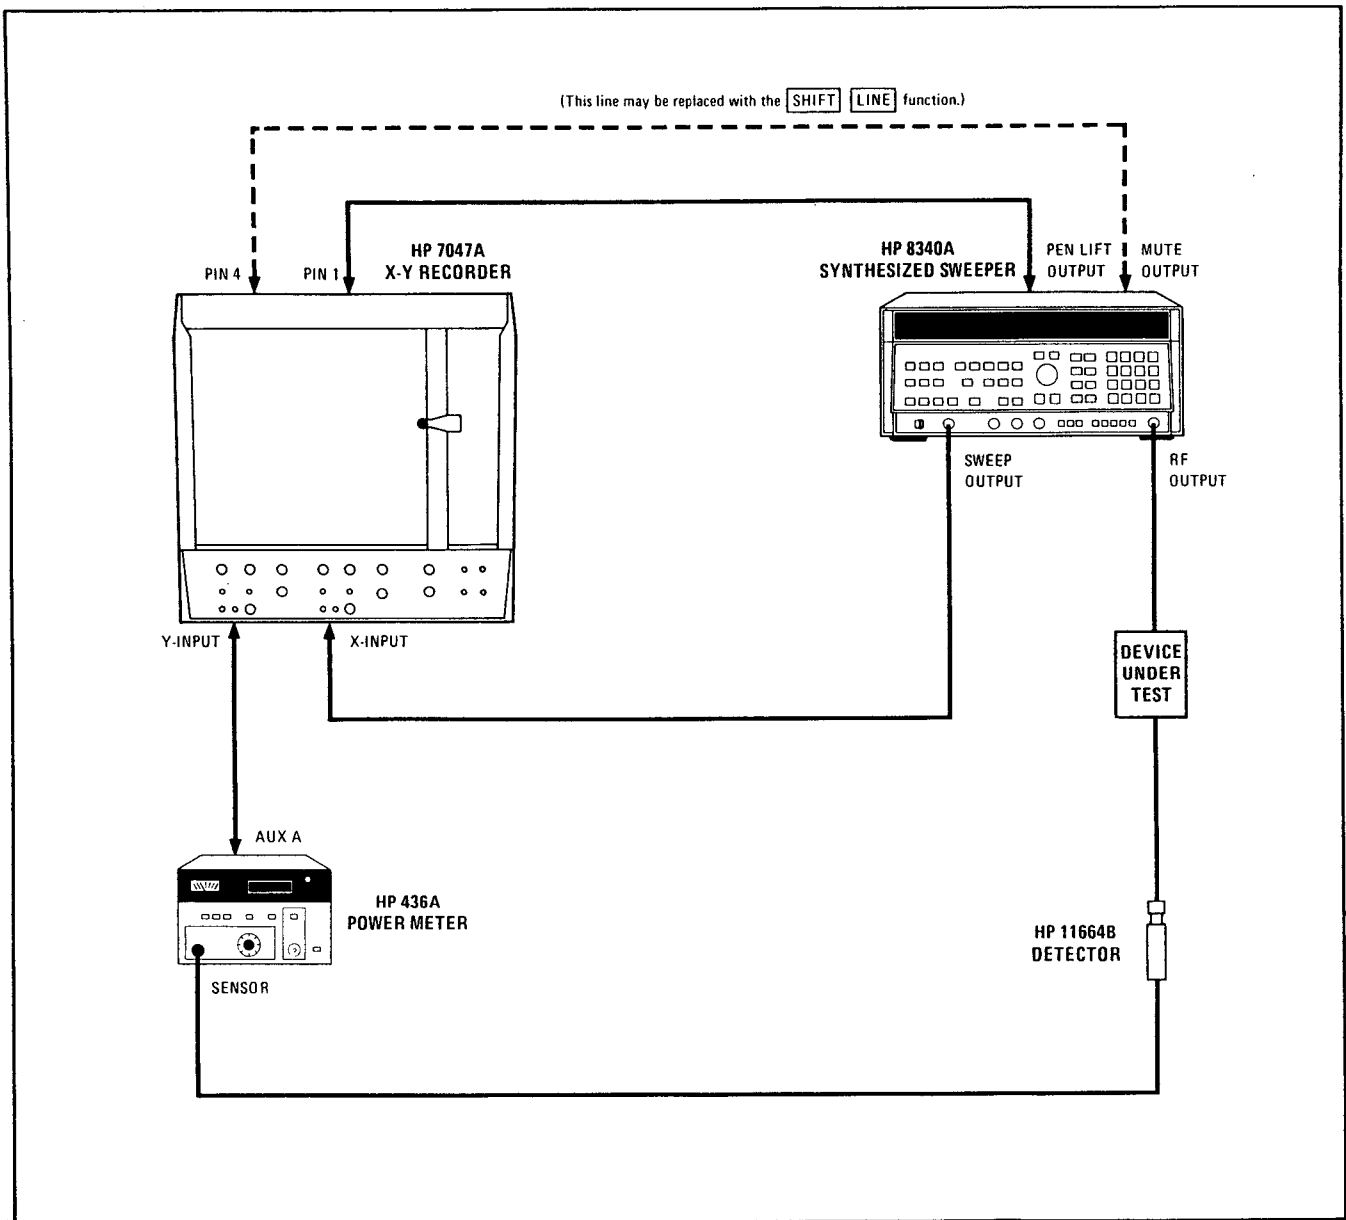 (This line may be replaced with the SHIFT LINE function.)
HP 7047A
X-Y RECORDER
PIN 4
PIN 1
HP 8340A
SYNTHESIZED SWEEPER
PEN LIFT
OUTPUT
MUTE
OUTPUT
SWEEP
OUTPUT
RF
OUTPUT
Y-INPUT
X-INPUT
DEVICE
UNDER
TEST
AUX A
HP 436A
POWER METER
SENSOR
HP 11664B
DETECTOR